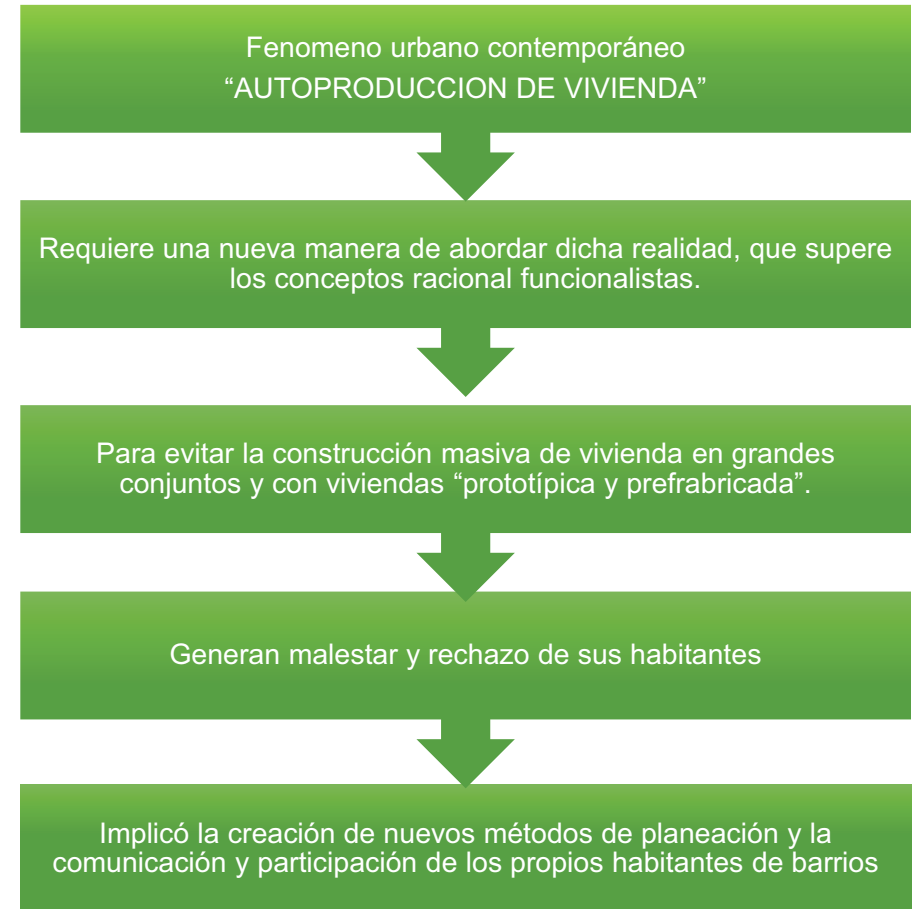 Fenomeno urbano contemporáneo
“AUTOPRODUCCION DE VIVIENDA”
Requiere una nueva manera de abordar dicha realidad, que supere
los conceptos racional funcionalistas.
Para evitar la construcción masiva de vivienda en grandes
conjuntos y con viviendas “prototípica y prefrabricada”.
Generan malestar y rechazo de sus habitantes
Implicó la creación de nuevos métodos de planeación y la
comunicación y participación de los propios habitantes de barrios